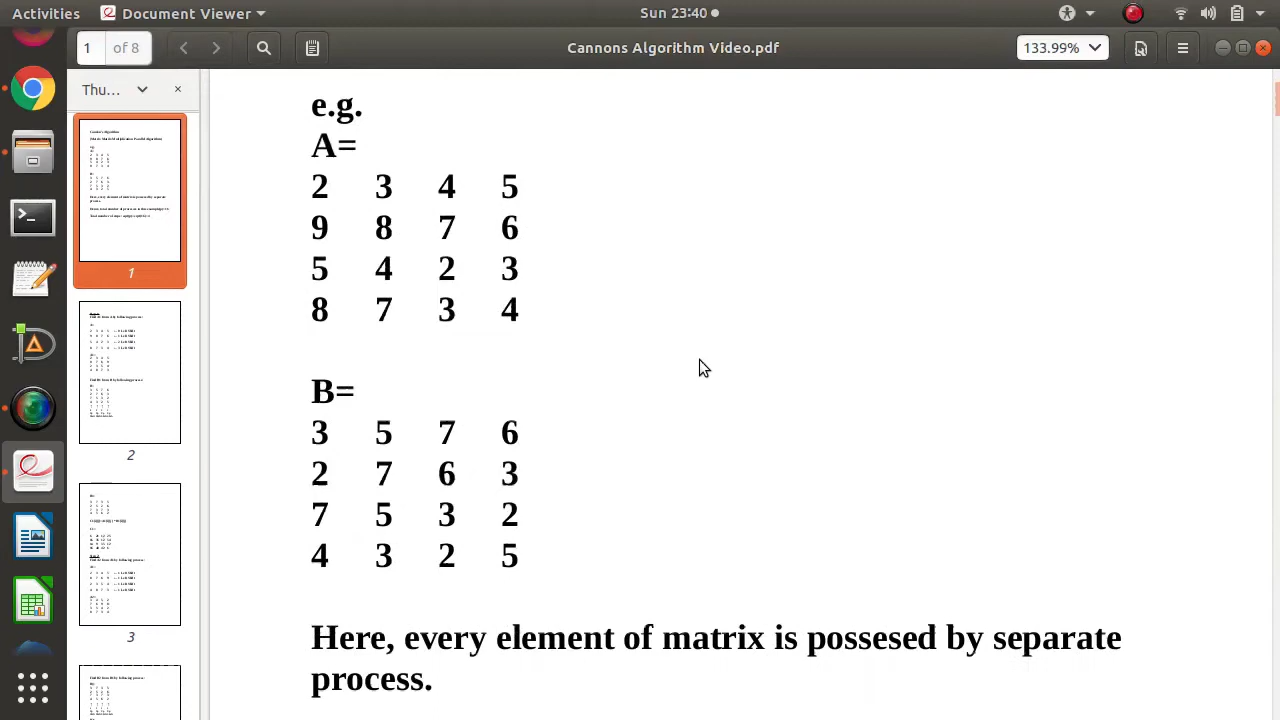 Activities Document Viewer Sun 23:40
1 of 8 Cannons Algorithm Video.pdf 133.99%
Thu...
1
2
3
e.g.
A=
2 3 4 5
9 8 7 6
5 4 2 3
8 7 3 4
B=
3 5 7 6
2 7 6 3
7 5 3 2
4 3 2 5
Here, every element of matrix is possesed by separate
process.